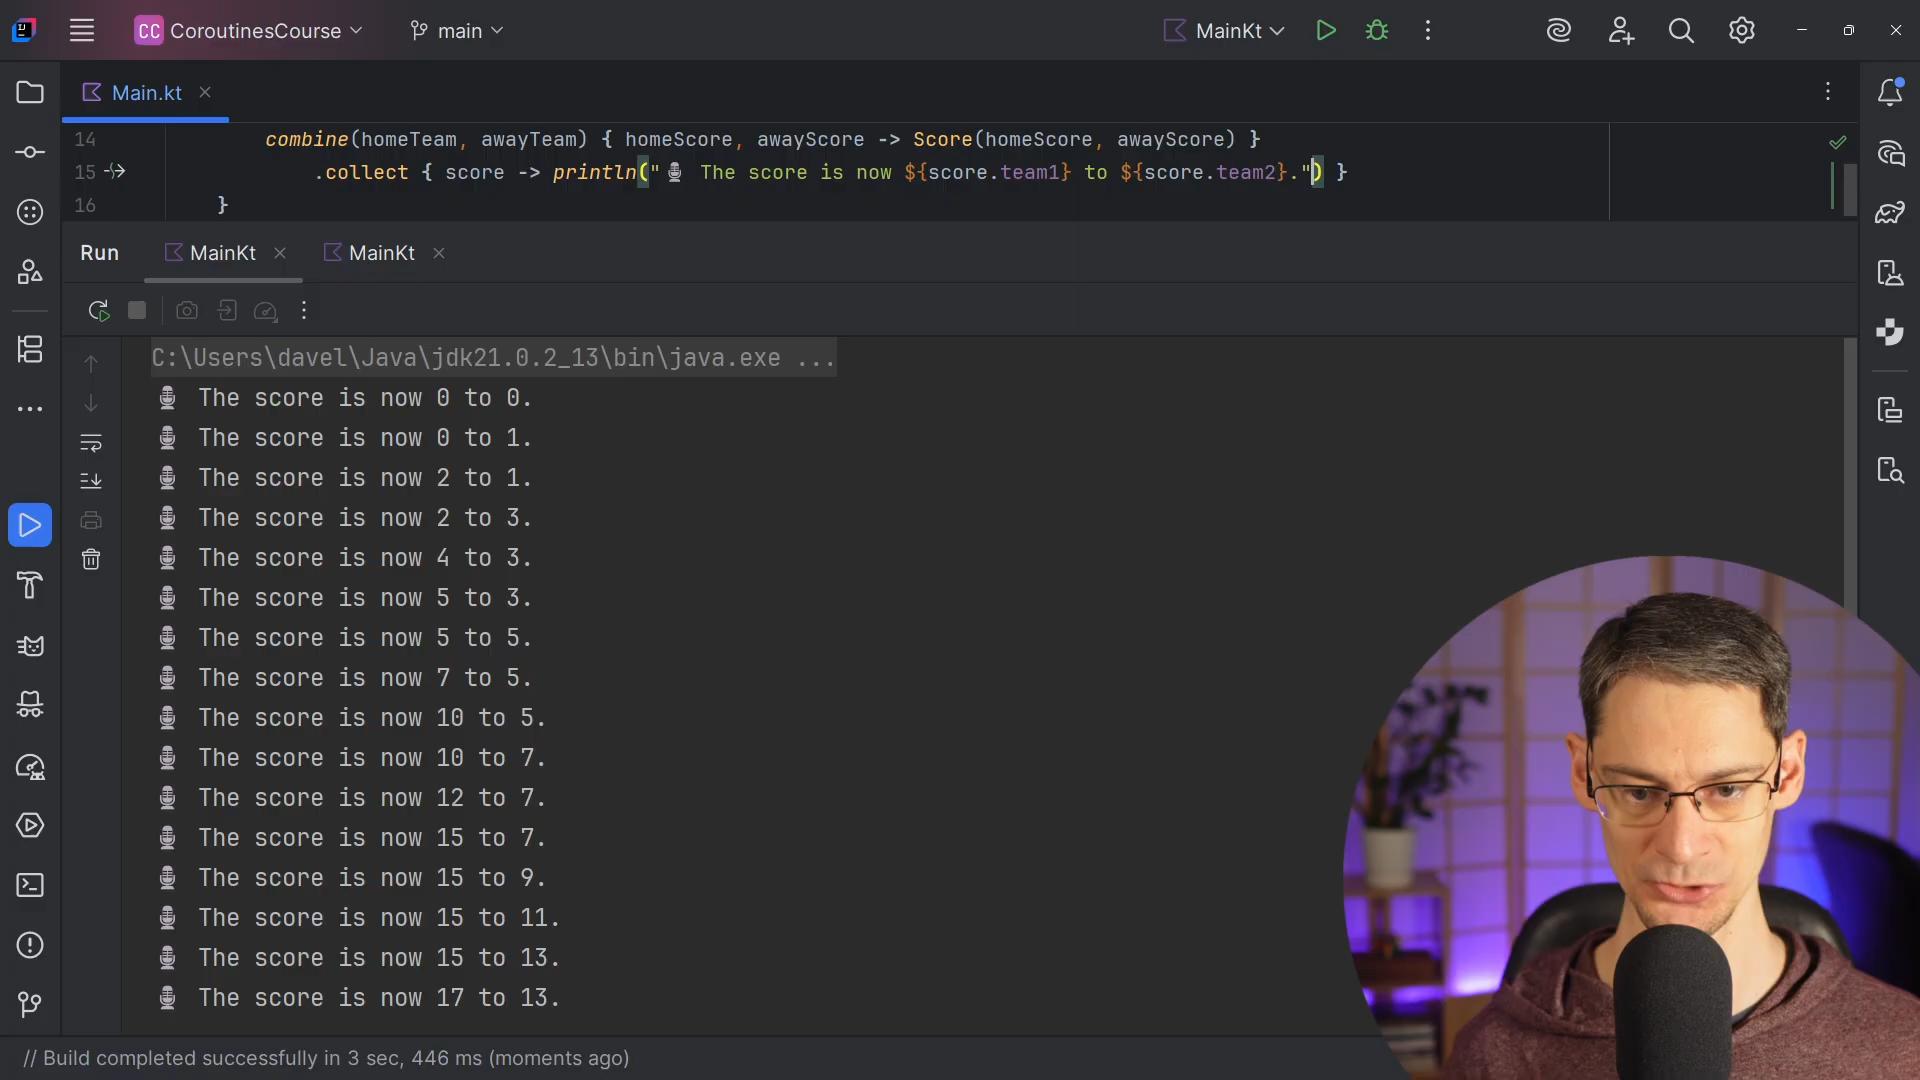 CC CoroutinesCourse main MainKt
Main.kt
14 combine(homeTeam, awayTeam) { homeScore, awayScore -> Score(homeScore, awayScore) }
15 .collect { score -> println("🎙 The score is now ${score.team1} to ${score.team2}.") }
16 }
Run MainKt MainKt
C:\Users\davel\Java\jdk21.0.2_13\bin\java.exe ...
🎙 The score is now 0 to 0.
🎙 The score is now 0 to 1.
🎙 The score is now 2 to 1.
🎙 The score is now 2 to 3.
🎙 The score is now 4 to 3.
🎙 The score is now 5 to 3.
🎙 The score is now 5 to 5.
🎙 The score is now 7 to 5.
🎙 The score is now 10 to 5.
🎙 The score is now 10 to 7.
🎙 The score is now 12 to 7.
🎙 The score is now 15 to 7.
🎙 The score is now 15 to 9.
🎙 The score is now 15 to 11.
🎙 The score is now 15 to 13.
🎙 The score is now 17 to 13.
// Build completed successfully in 3 sec, 446 ms (moments ago)